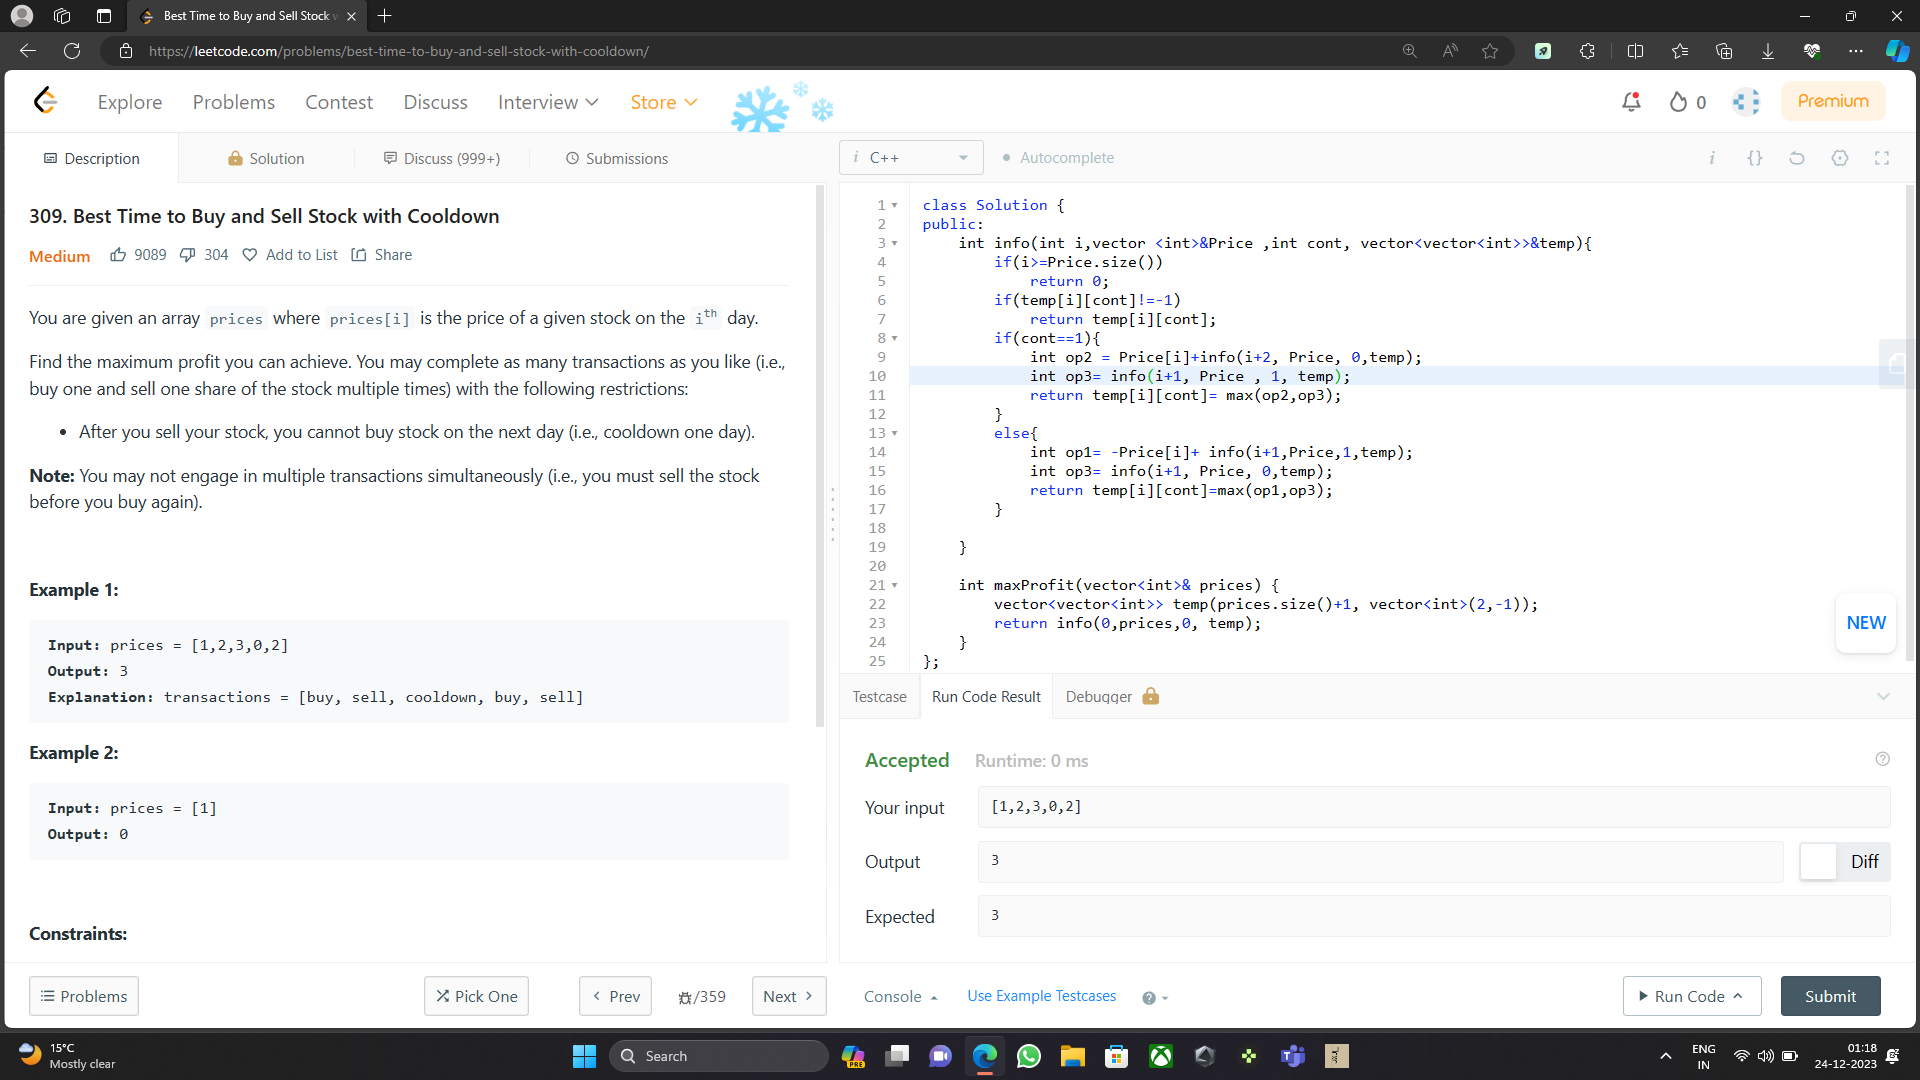 Best Time to Buy and Sell Stock w
https://leetcode.com/problems/best-time-to-buy-and-sell-stock-with-cooldown/
Explore Problems Contest Discuss Interview Store
0 Premium
Description Solution Discuss (999+) Submissions
i C++ Autocomplete
309. Best Time to Buy and Sell Stock with Cooldown
Medium 9089 304 Add to List Share
You are given an array prices where prices[i] is the price of a given stock on the ith day.
Find the maximum profit you can achieve. You may complete as many transactions as you like (i.e.,
buy one and sell one share of the stock multiple times) with the following restrictions:
• After you sell your stock, you cannot buy stock on the next day (i.e., cooldown one day).
Note: You may not engage in multiple transactions simultaneously (i.e., you must sell the stock
before you buy again).
Example 1:
Input: prices = [1,2,3,0,2]
Output: 3
Explanation: transactions = [buy, sell, cooldown, buy, sell]
Example 2:
Input: prices = [1]
Output: 0
Constraints:
Problems Pick One Prev /359 Next
1 class Solution {
2 public:
3 int info(int i,vector <int>&Price ,int cont, vector<vector<int>>&temp){
4 if(i>=Price.size())
5 return 0;
6 if(temp[i][cont]!=-1)
7 return temp[i][cont];
8 if(cont==1){
9 int op2 = Price[i]+info(i+2, Price, 0,temp);
10 int op3= info(i+1, Price , 1, temp);
11 return temp[i][cont]= max(op2,op3);
12 }
13 else{
14 int op1= -Price[i]+ info(i+1,Price,1,temp);
15 int op3= info(i+1, Price, 0,temp);
16 return temp[i][cont]=max(op1,op3);
17 }
18
19 }
20
21 int maxProfit(vector<int>& prices) {
22 vector<vector<int>> temp(prices.size()+1, vector<int>(2,-1));
23 return info(0,prices,0, temp);
24 }
25 };
NEW
Testcase Run Code Result Debugger
Accepted Runtime: 0 ms
Your input [1,2,3,0,2]
Output 3 Diff
Expected 3
Console Use Example Testcases Run Code Submit
15°C
Mostly clear
Search
PRE
ENG
IN
01:18
24-12-2023